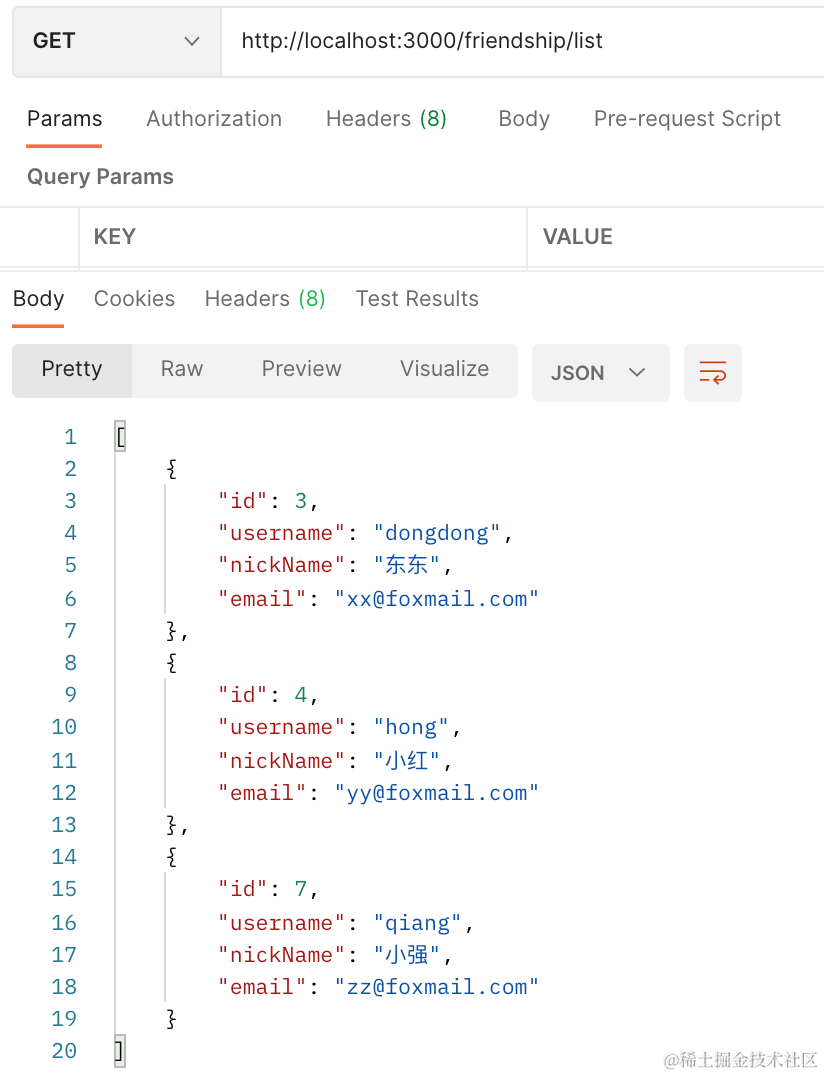 GET http://localhost:3000/friendship/list
Params Authorization Headers (8) Body Pre-request Script
Query Params
KEY VALUE
Body Cookies Headers (8) Test Results
Pretty Raw Preview Visualize JSON
1 [
2 {
3 "id": 3,
4 "username": "dongdong",
5 "nickName": "东东",
6 "email": "xx@foxmail.com"
7 },
8 {
9 "id": 4,
10 "username": "hong",
11 "nickName": "小红",
12 "email": "yy@foxmail.com"
13 },
14 {
15 "id": 7,
16 "username": "qiang",
17 "nickName": "小强",
18 "email": "zz@foxmail.com"
19 }
20 ]
@稀土掘金技术社区